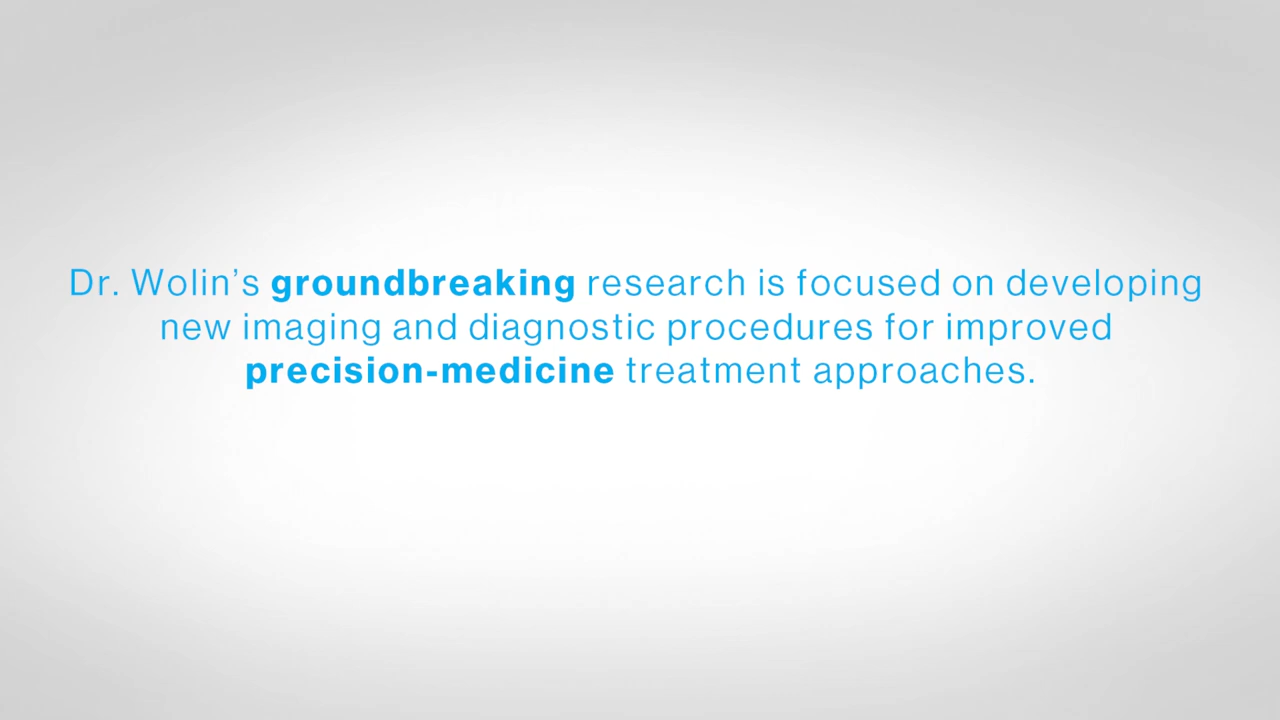 Dr. Wolin’s groundbreaking research is focused on developing
new imaging and diagnostic procedures for improved
precision-medicine treatment approaches.